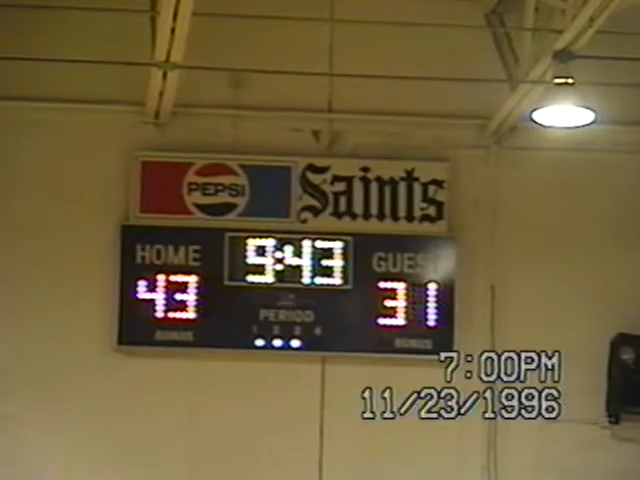 PEPSI Saints
HOME 9:43 GUEST
43 31
PERIOD
1 2 3 4
BONUS BONUS
7:00PM
11/23/1996